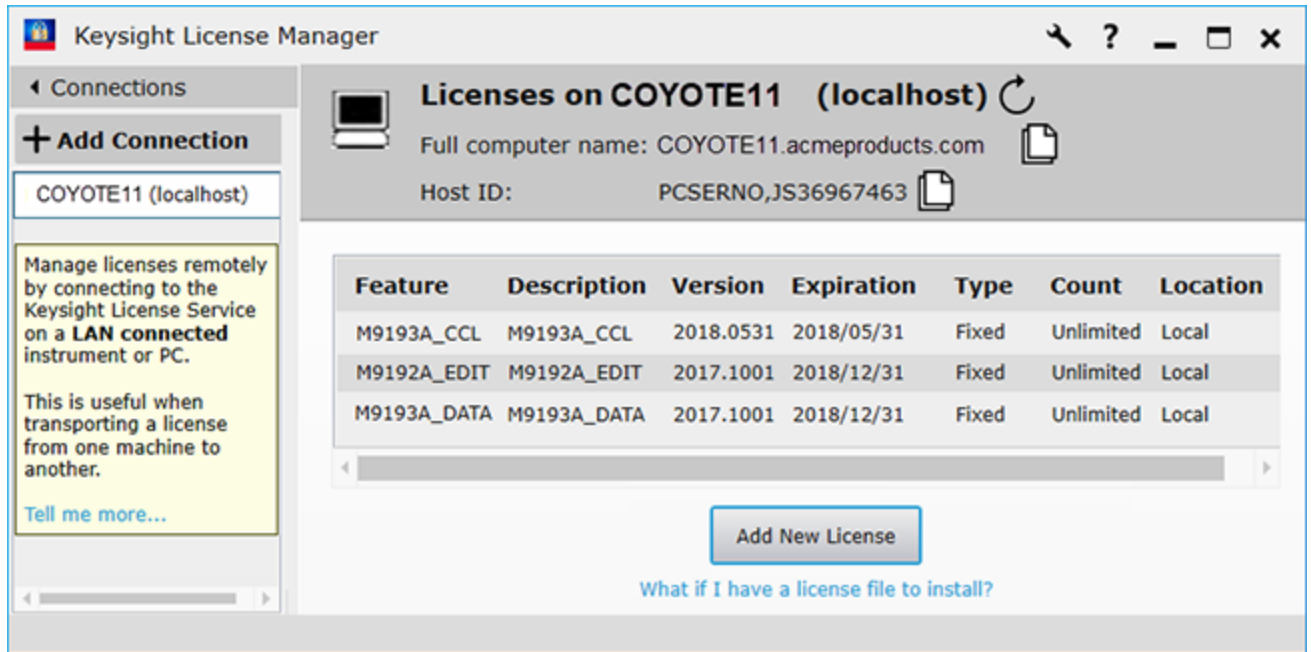 Keysight License Manager
?
Connections
+ Add Connection
COYOTE11 (localhost)
Manage licenses remotely
by connecting to the
Keysight License Service
on a LAN connected
instrument or PC.
This is useful when
transporting a license
from one machine to
another.
Tell me more...
Licenses on COYOTE11 (localhost)
Full computer name: COYOTE11.acmeproducts.com
Host ID: PCSERNO,JS36967463
Feature Description Version Expiration Type Count Location
M9193A_CCL M9193A_CCL 2018.0531 2018/05/31 Fixed Unlimited Local
M9192A_EDIT M9192A_EDIT 2017.1001 2018/12/31 Fixed Unlimited Local
M9193A_DATA M9193A_DATA 2017.1001 2018/12/31 Fixed Unlimited Local
Add New License
What if I have a license file to install?